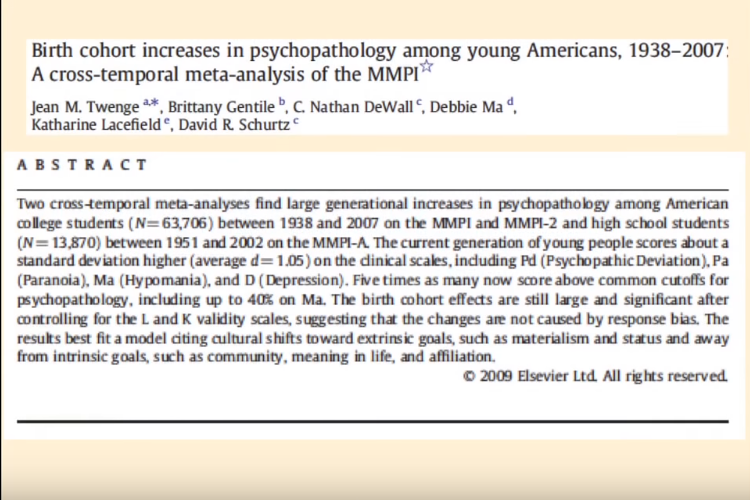 Birth cohort increases in psychopathology among young Americans, 1938–2007:
A cross-temporal meta-analysis of the MMPI☆
Jean M. Twenge a,*, Brittany Gentile b, C. Nathan DeWall c, Debbie Ma d,
Katharine Lacefield e, David R. Schurtz c
ABSTRACT
Two cross-temporal meta-analyses find large generational increases in psychopathology among American
college students (N = 63,706) between 1938 and 2007 on the MMPI and MMPI-2 and high school students
(N = 13,870) between 1951 and 2002 on the MMPI-A. The current generation of young people scores about a
standard deviation higher (average d = 1.05) on the clinical scales, including Pd (Psychopathic Deviation), Pa
(Paranoia), Ma (Hypomania), and D (Depression). Five times as many now score above common cutoffs for
psychopathology, including up to 40% on Ma. The birth cohort effects are still large and significant after
controlling for the L and K validity scales, suggesting that the changes are not caused by response bias. The
results best fit a model citing cultural shifts toward extrinsic goals, such as materialism and status and away
from intrinsic goals, such as community, meaning in life, and affiliation.
© 2009 Elsevier Ltd. All rights reserved.